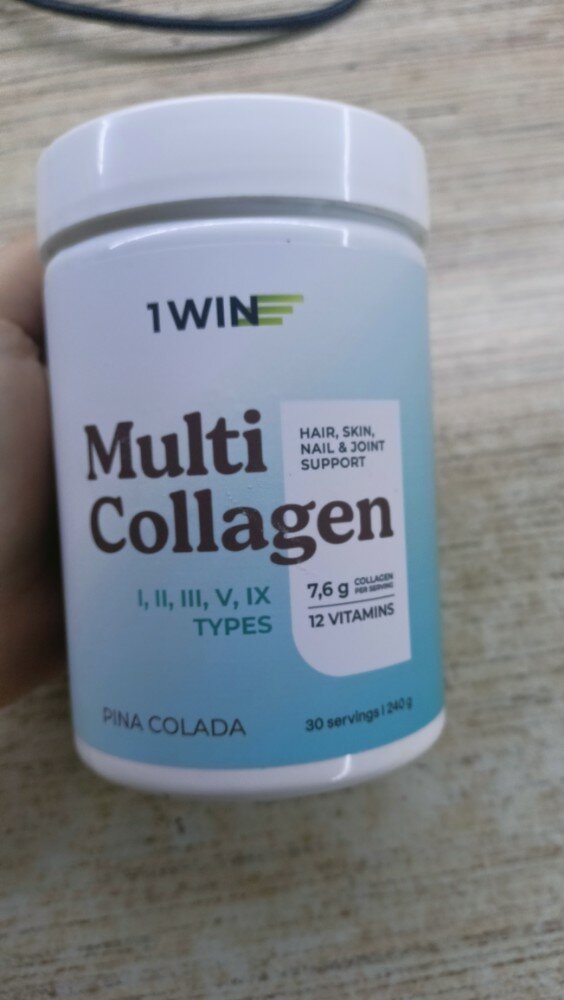 1WIN
Multi
Collagen
HAIR, SKIN,
NAIL & JOINT
SUPPORT
I, II, III, V, IX
TYPES
7,6 g COLLAGEN
PER SERVING
12 VITAMINS
PINA COLADA
30 servings | 240 g